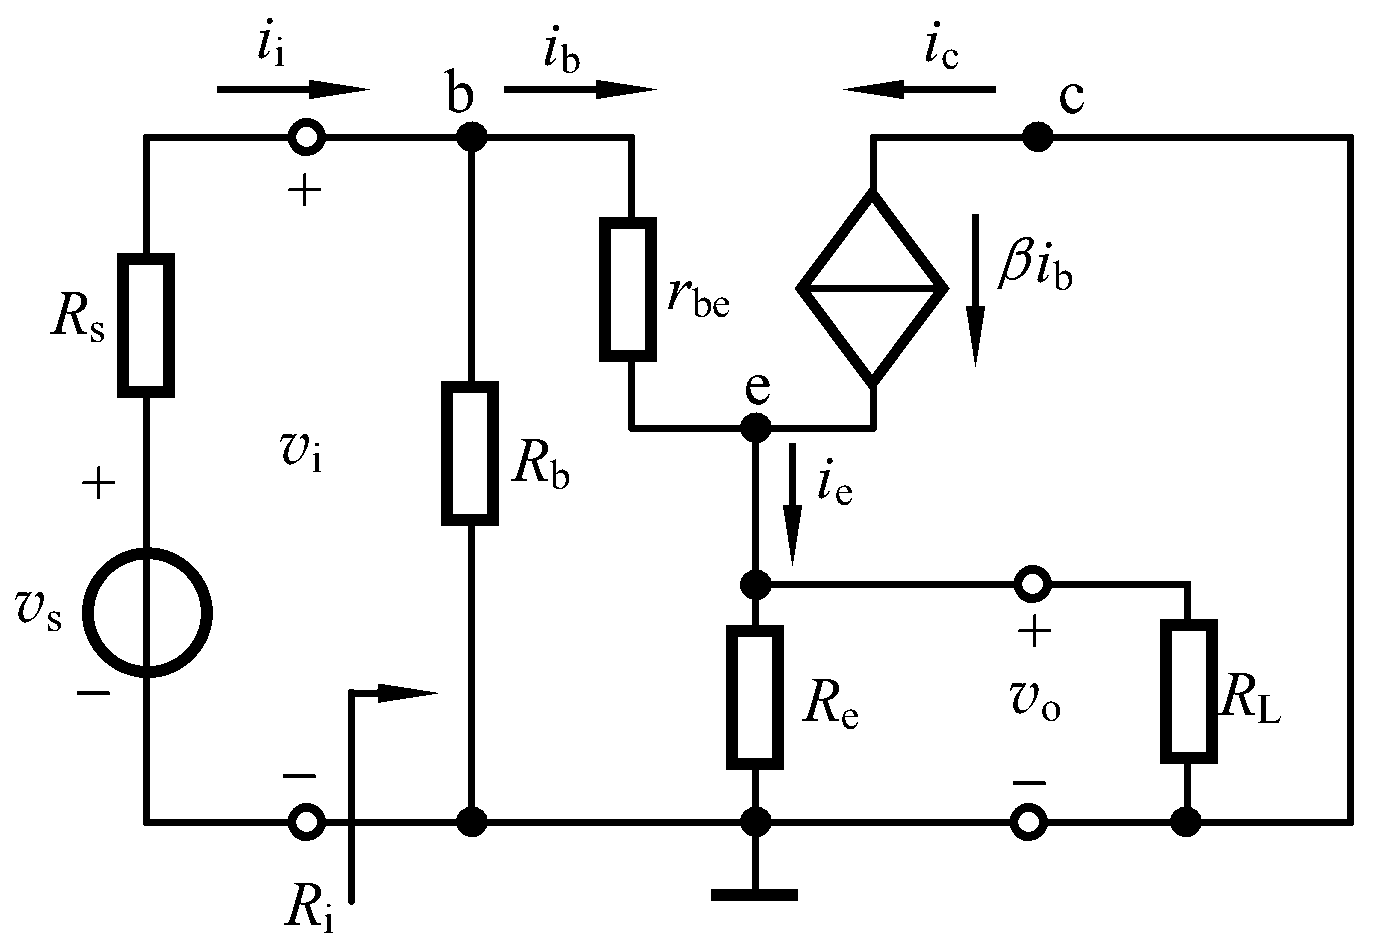 i_i
i_b
i_c
b
c
+
R_s
r_be
βi_b
e
v_i
R_b
i_e
+
v_s
+
−
R_e
v_o
R_L
−
−
R_i